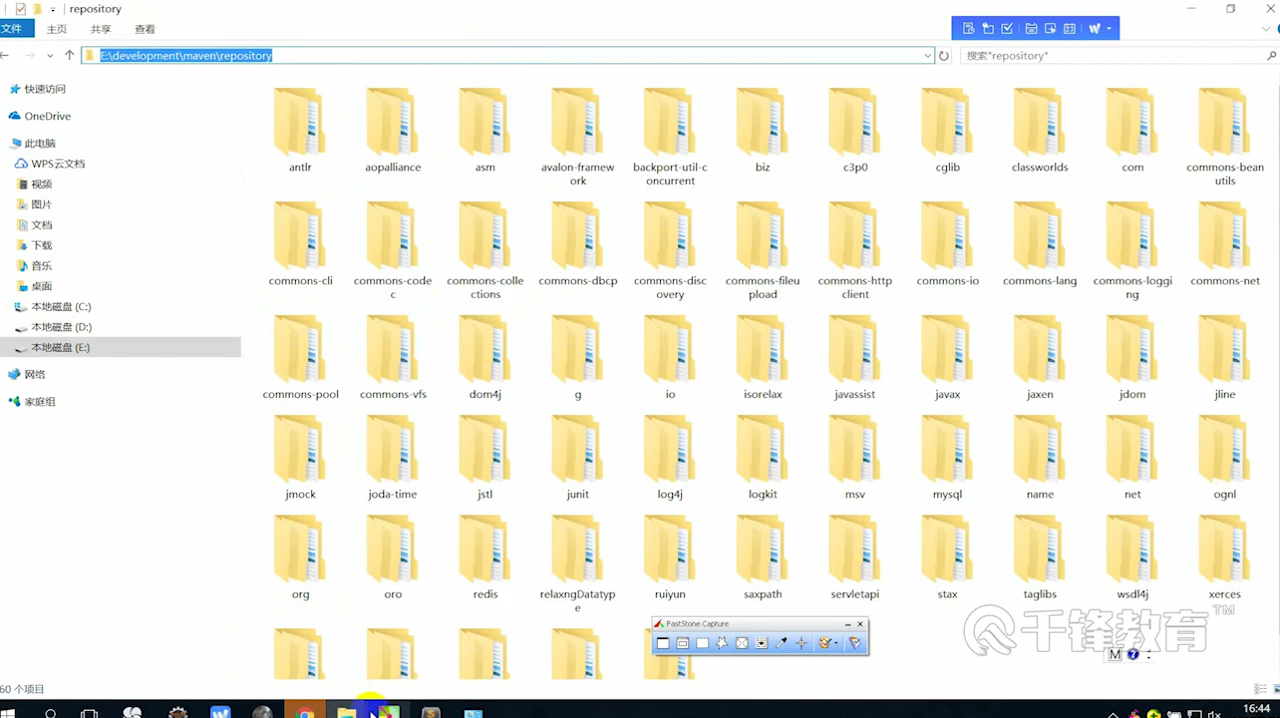 repository
文件 主页 共享 查看
E:\development\maven\repository
搜索"repository"
快速访问
OneDrive
此电脑
WPS云文档
视频
图片
文档
下载
音乐
桌面
本地磁盘 (C:)
本地磁盘 (D:)
本地磁盘 (E:)
网络
家庭组
antlr aopalliance asm avalon-framew backport-util-c biz c3p0 cglib classworlds com commons-bean
ork oncurrent utils
commons-cli commons-code commons-colle commons-dbcp commons-disc commons-fileu commons-http commons-io commons-lang commons-loggi commons-net
c ctions overy pload client ng
commons-pool commons-vfs dom4j g io isorelax javassist javax jaxen jdom jline
jmock joda-time jstl junit log4j logkit msv mysql name net ognl
org oro redis relaxngDatatyp ruiyun saxpath servletapi stax taglibs wsdl4j xerces
e
FastStone Capture
千锋教育TM
M
60 个项目
16:44